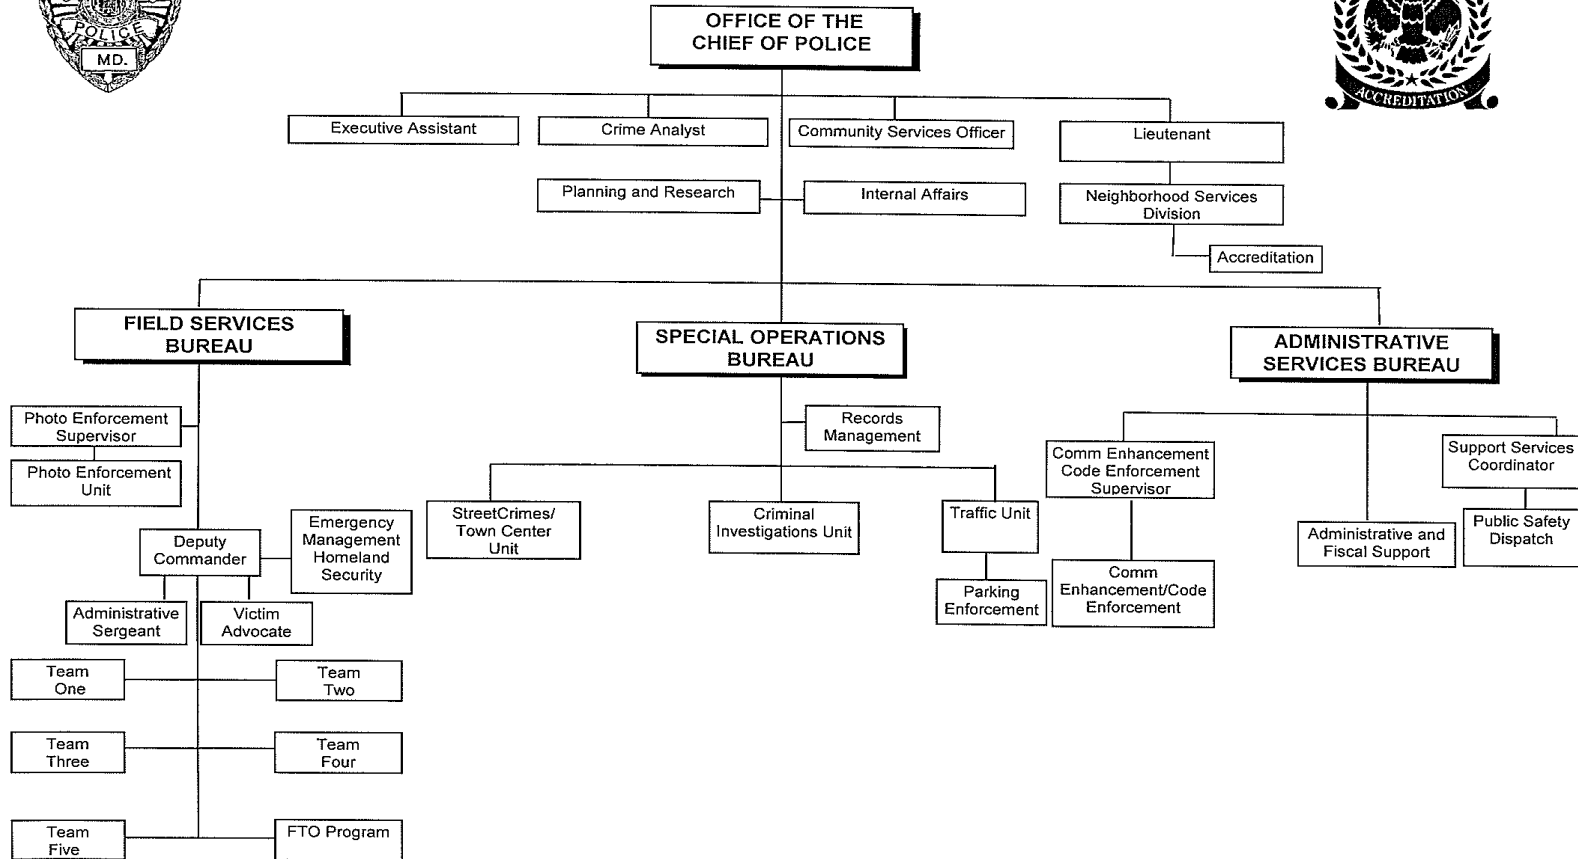 POLICE
MD.
ACCREDITATION
OFFICE OF THE
CHIEF OF POLICE
Executive Assistant
Crime Analyst
Community Services Officer
Lieutenant
Planning and Research
Internal Affairs
Neighborhood Services
Division
Accreditation
FIELD SERVICES
BUREAU
SPECIAL OPERATIONS
BUREAU
ADMINISTRATIVE
SERVICES BUREAU
Photo Enforcement
Supervisor
Photo Enforcement
Unit
Deputy
Commander
Emergency
Management
Homeland
Security
Administrative
Sergeant
Victim
Advocate
Team
One
Team
Two
Team
Three
Team
Four
Team
Five
FTO Program
Records
Management
StreetCrimes/
Town Center
Unit
Criminal
Investigations Unit
Traffic Unit
Parking
Enforcement
Comm Enhancement
Code Enforcement
Supervisor
Comm
Enhancement/Code
Enforcement
Administrative and
Fiscal Support
Support Services
Coordinator
Public Safety
Dispatch